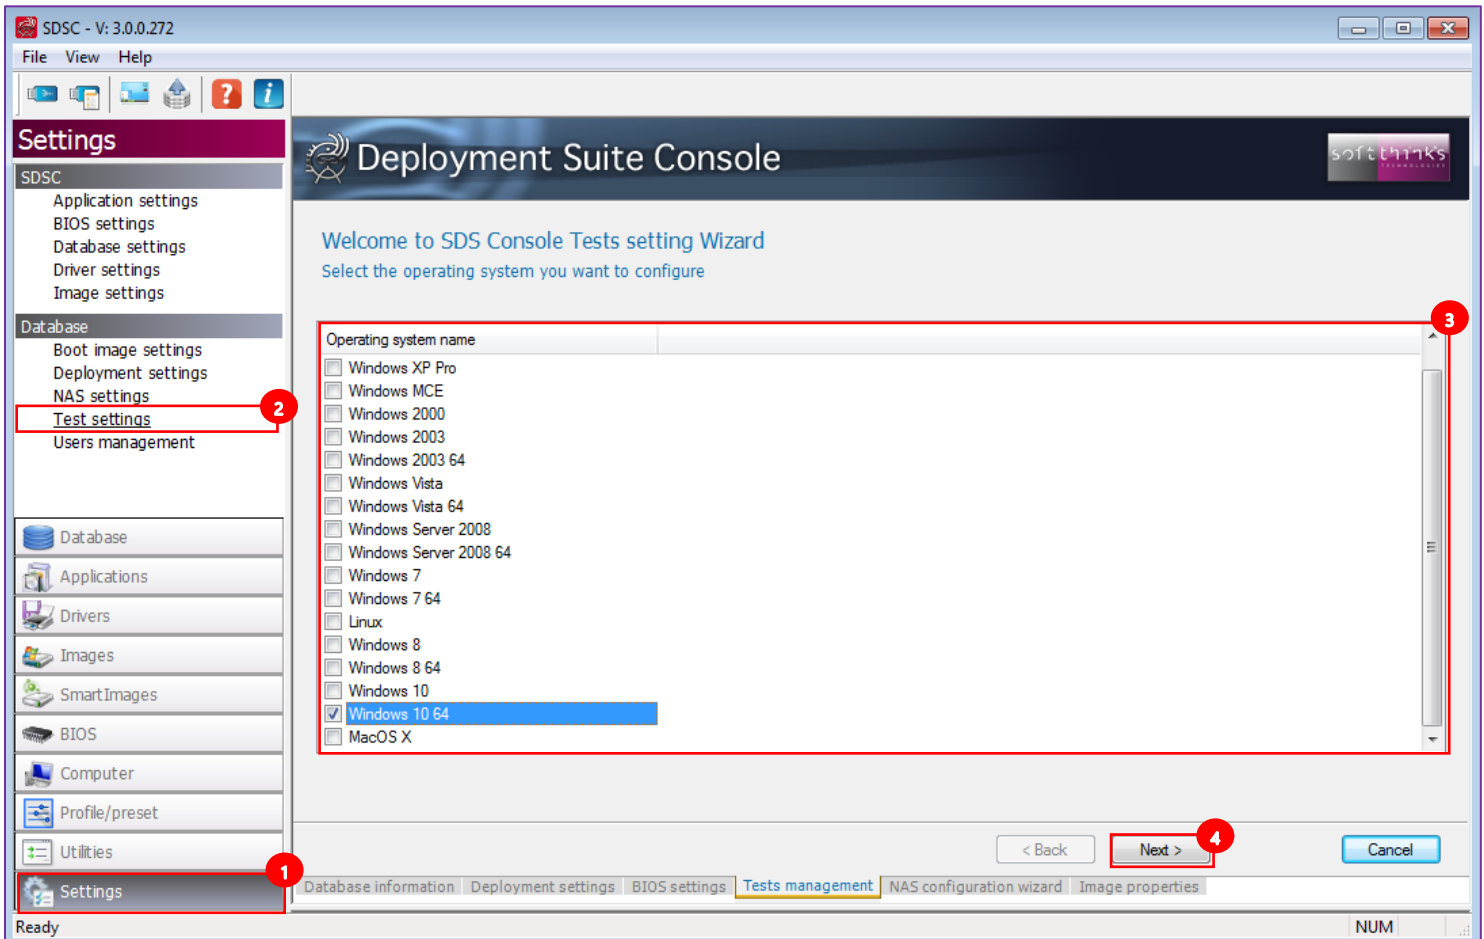 SDSC - V: 3.0.0.272
File View Help
Settings
SDSC
Application settings
BIOS settings
Database settings
Driver settings
Image settings
Database
Boot image settings
Deployment settings
NAS settings
Test settings
2
Users management
Database
Applications
Drivers
Images
SmartImages
BIOS
Computer
Profile/preset
Utilities
Settings
1
Deployment Suite Console
softthinks
TECHNOLOGIES
Welcome to SDS Console Tests setting Wizard
Select the operating system you want to configure
3
Operating system name
Windows XP Pro
Windows MCE
Windows 2000
Windows 2003
Windows 2003 64
Windows Vista
Windows Vista 64
Windows Server 2008
Windows Server 2008 64
Windows 7
Windows 7 64
Linux
Windows 8
Windows 8 64
Windows 10
Windows 10 64
MacOS X
< Back Next > 4 Cancel
Database information Deployment settings BIOS settings Tests management NAS configuration wizard Image properties
Ready NUM